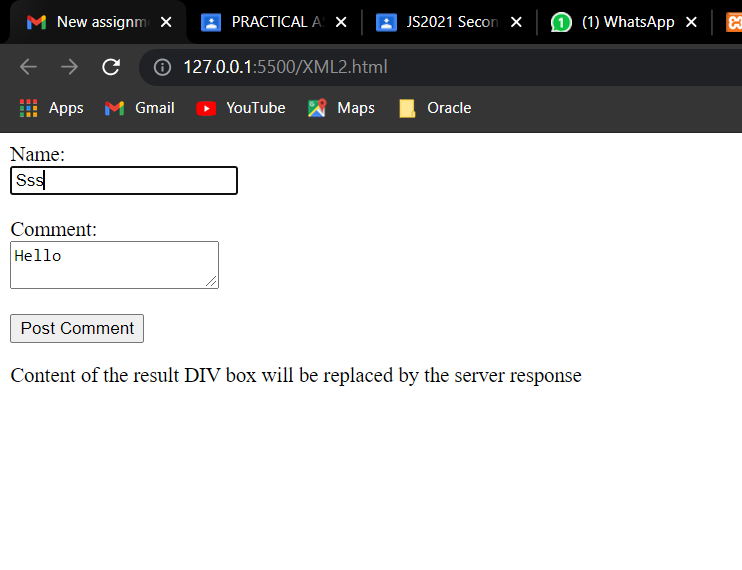 New assignm PRACTICAL A JS2021 Secon 1 (1) WhatsApp
127.0.0.1:5500/XML2.html
Apps Gmail YouTube Maps Oracle
Name:
Sss
Comment:
Hello
Post Comment
Content of the result DIV box will be replaced by the server response